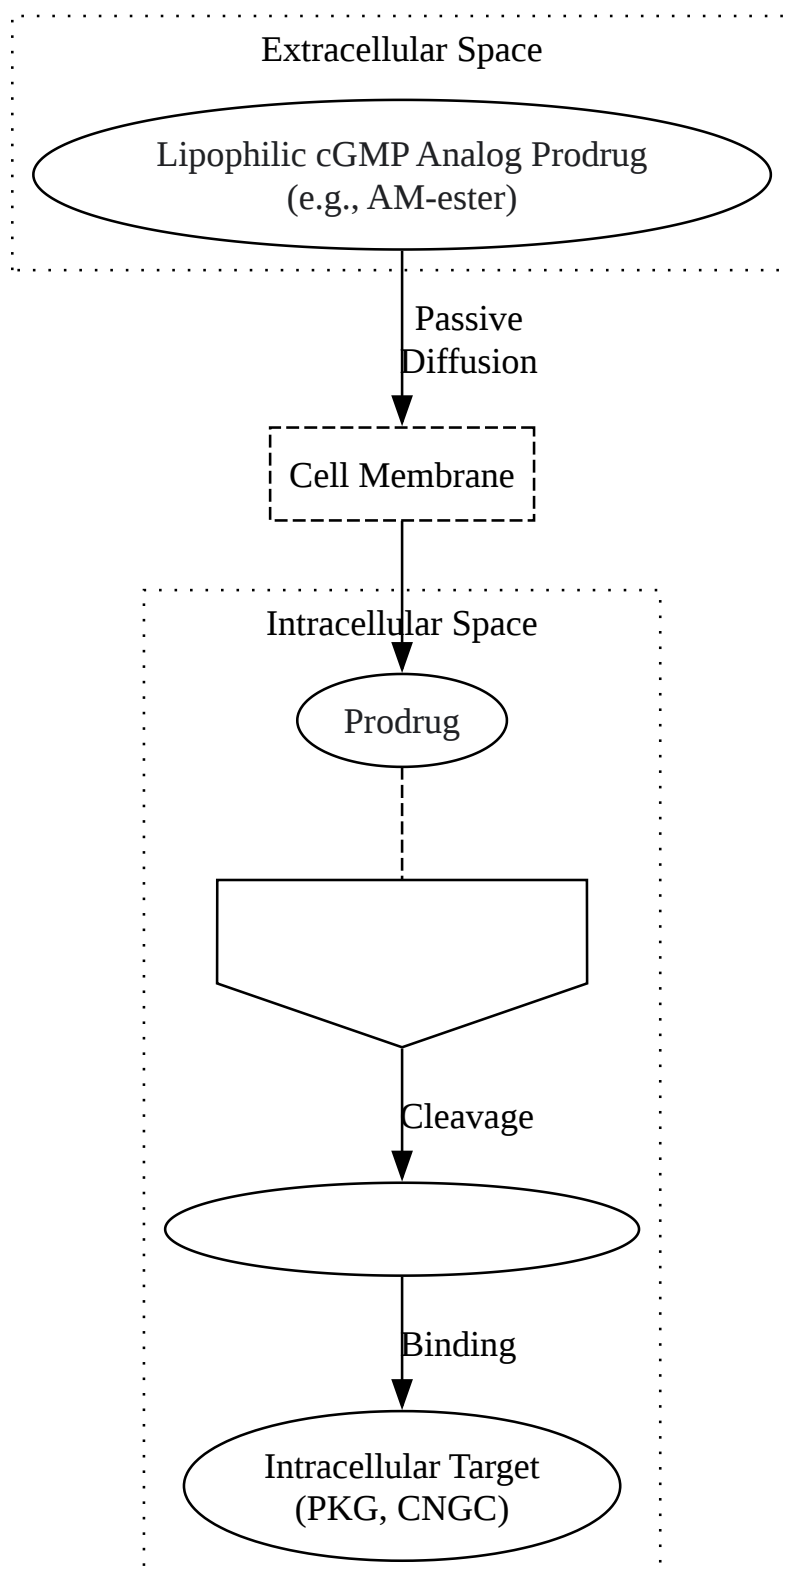 Extracellular Space
Lipophilic cGMP Analog Prodrug
(e.g., AM-ester)
Passive
Diffusion
Cell Membrane
Intracellular Space
Prodrug
Cleavage
Binding
Intracellular Target
(PKG, CNGC)